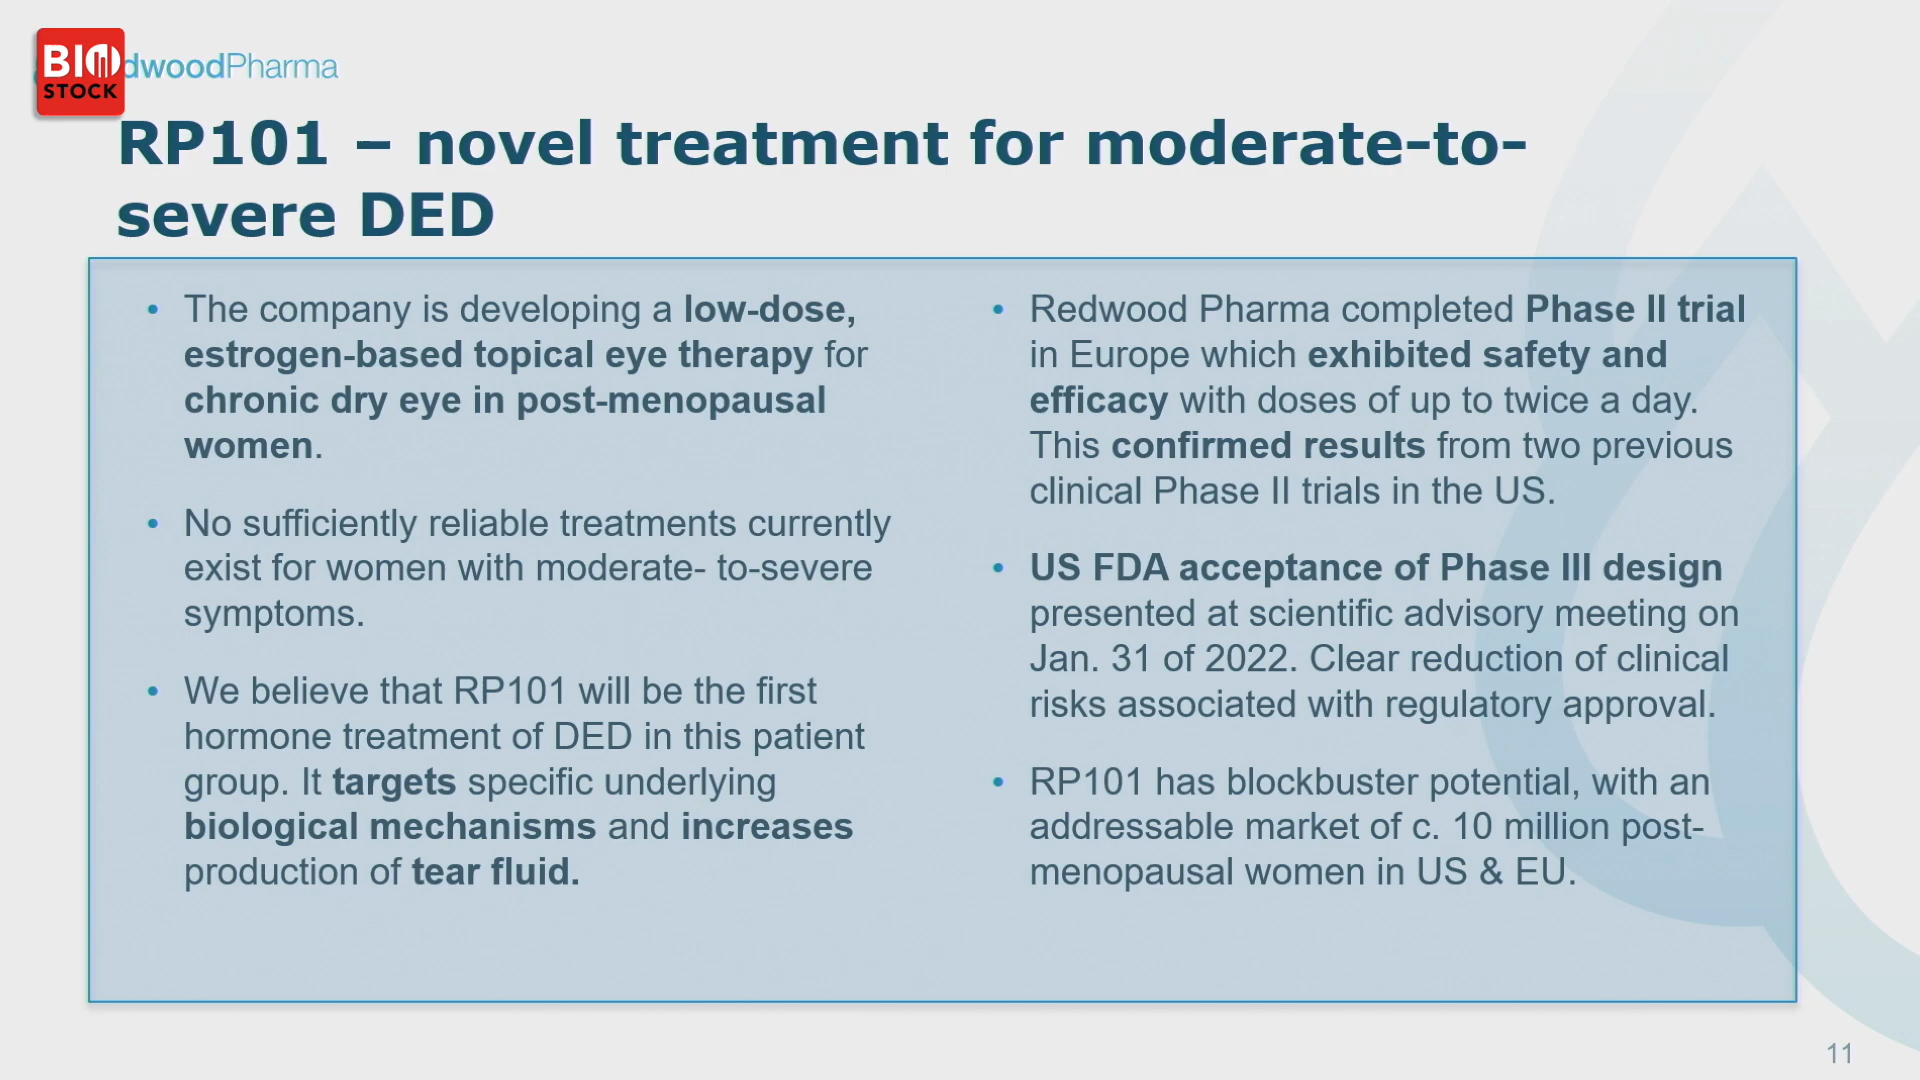 BIO
STOCK
dwoodPharma
RP101 – novel treatment for moderate-to-
severe DED
• The company is developing a low-dose,
estrogen-based topical eye therapy for
chronic dry eye in post-menopausal
women.
• No sufficiently reliable treatments currently
exist for women with moderate- to-severe
symptoms.
• We believe that RP101 will be the first
hormone treatment of DED in this patient
group. It targets specific underlying
biological mechanisms and increases
production of tear fluid.
• Redwood Pharma completed Phase II trial
in Europe which exhibited safety and
efficacy with doses of up to twice a day.
This confirmed results from two previous
clinical Phase II trials in the US.
• US FDA acceptance of Phase III design
presented at scientific advisory meeting on
Jan. 31 of 2022. Clear reduction of clinical
risks associated with regulatory approval.
• RP101 has blockbuster potential, with an
addressable market of c. 10 million post-
menopausal women in US & EU.
11